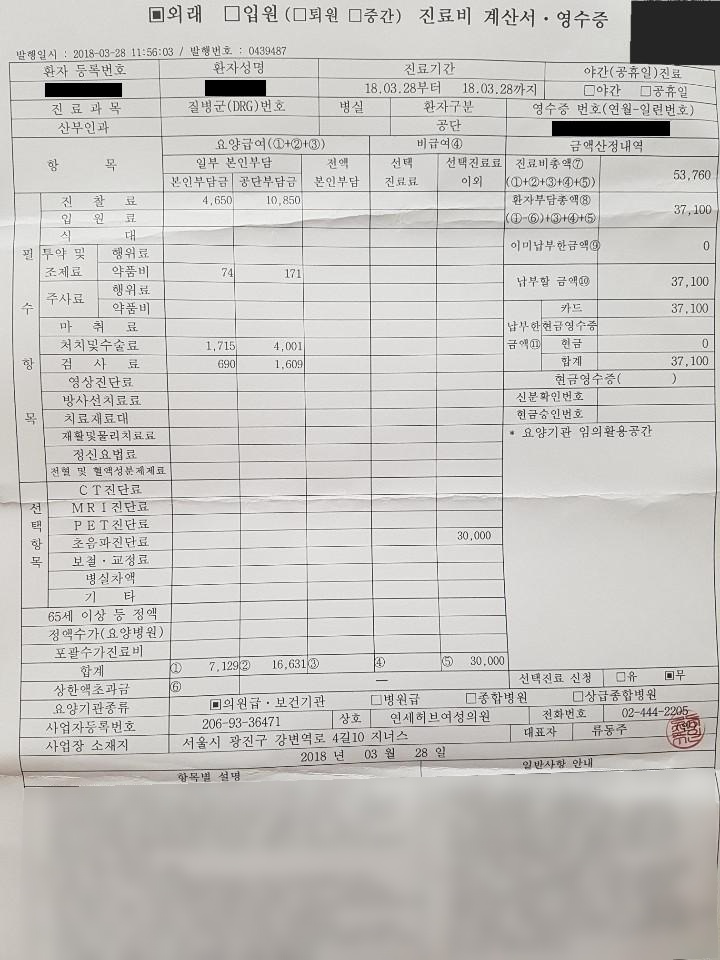 ▣외래 □입원 (□퇴원 □중간) 진료비 계산서·영수증
발행일시 : 2018-03-28 11:56:03 / 발행번호 : 0439487
환자 등록번호 환자성명 진료기간 야간(공휴일)진료
18.03.28부터 18.03.28까지 □야간 □공휴일
진료과목 질병군(DRG)번호 병실 환자구분 영수증 번호(연월-일련번호)
산부인과 공단
항 목 요양급여(①+②+③) 비급여④ 금액산정내역
일부 본인부담 전액 본인부담 선택 진료료 선택진료료 이외
본인부담금 공단부담금
진료비총액⑦ (①+②+③+④+⑤) 53,760
필수항목
진찰료 4,650 10,850
환자부담총액⑧ (①-⑥)+③+④+⑤ 37,100
입원료
식대
이미납부한금액⑨ 0
투약 및 조제료 행위료
약품비 74 171
납부할 금액⑩ 37,100
주사료 행위료
약품비
납부한 금액⑪ 카드 37,100
현금영수증
현금 0
합계 37,100
마취료
처치및수술료 1,715 4,001
검사료 690 1,609
영상진단료
현금영수증( )
방사선치료료
신분확인번호
치료재료대
현금승인번호
재활및물리치료료
* 요양기관 임의활용공간
정신요법료
전혈 및 혈액성분제제료
선택항목
CT진단료
MRI진단료
PET진단료
초음파진단료 30,000
보철·교정료
병실차액
기타
65세 이상 등 정액
정액수가(요양병원)
포괄수가진료비
합계 ① 7,129 ② 16,631 ③ ④ ⑤ 30,000
선택진료 신청 □유 ▣무
상한액초과금 ⑥ —
요양기관종류 ▣의원급·보건기관 □병원급 □종합병원 □상급종합병원
사업자등록번호 206-93-36471 상호 인세허브여성의원 전화번호 02-444-2205
사업장 소재지 서울시 광진구 강변역로 4길10 지너스 대표자 류동주
2018 년 03 월 28 일
항목별 설명 일반사항 안내